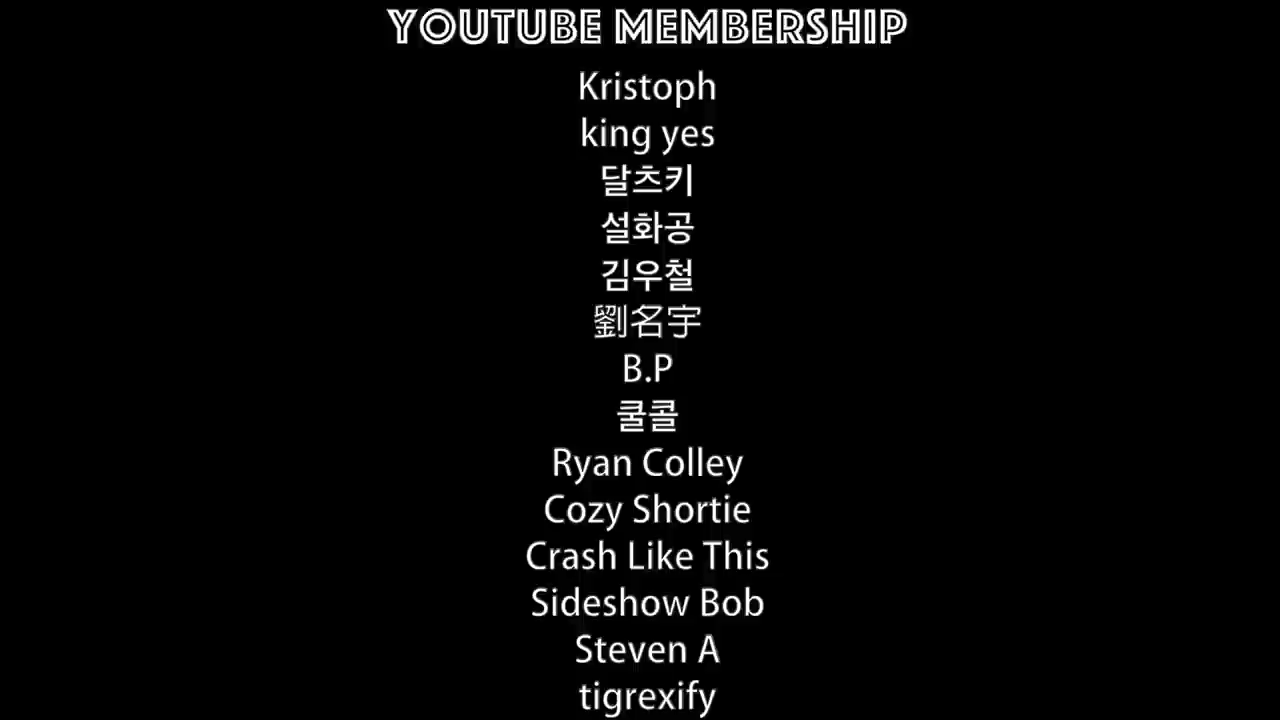 YOUTUBE MEMBERSHIP
Kristoph
king yes
달츠키
설화공
김우철
劉名宇
B.P
쿨콜
Ryan Colley
Cozy Shortie
Crash Like This
Sideshow Bob
Steven A
tigrexify